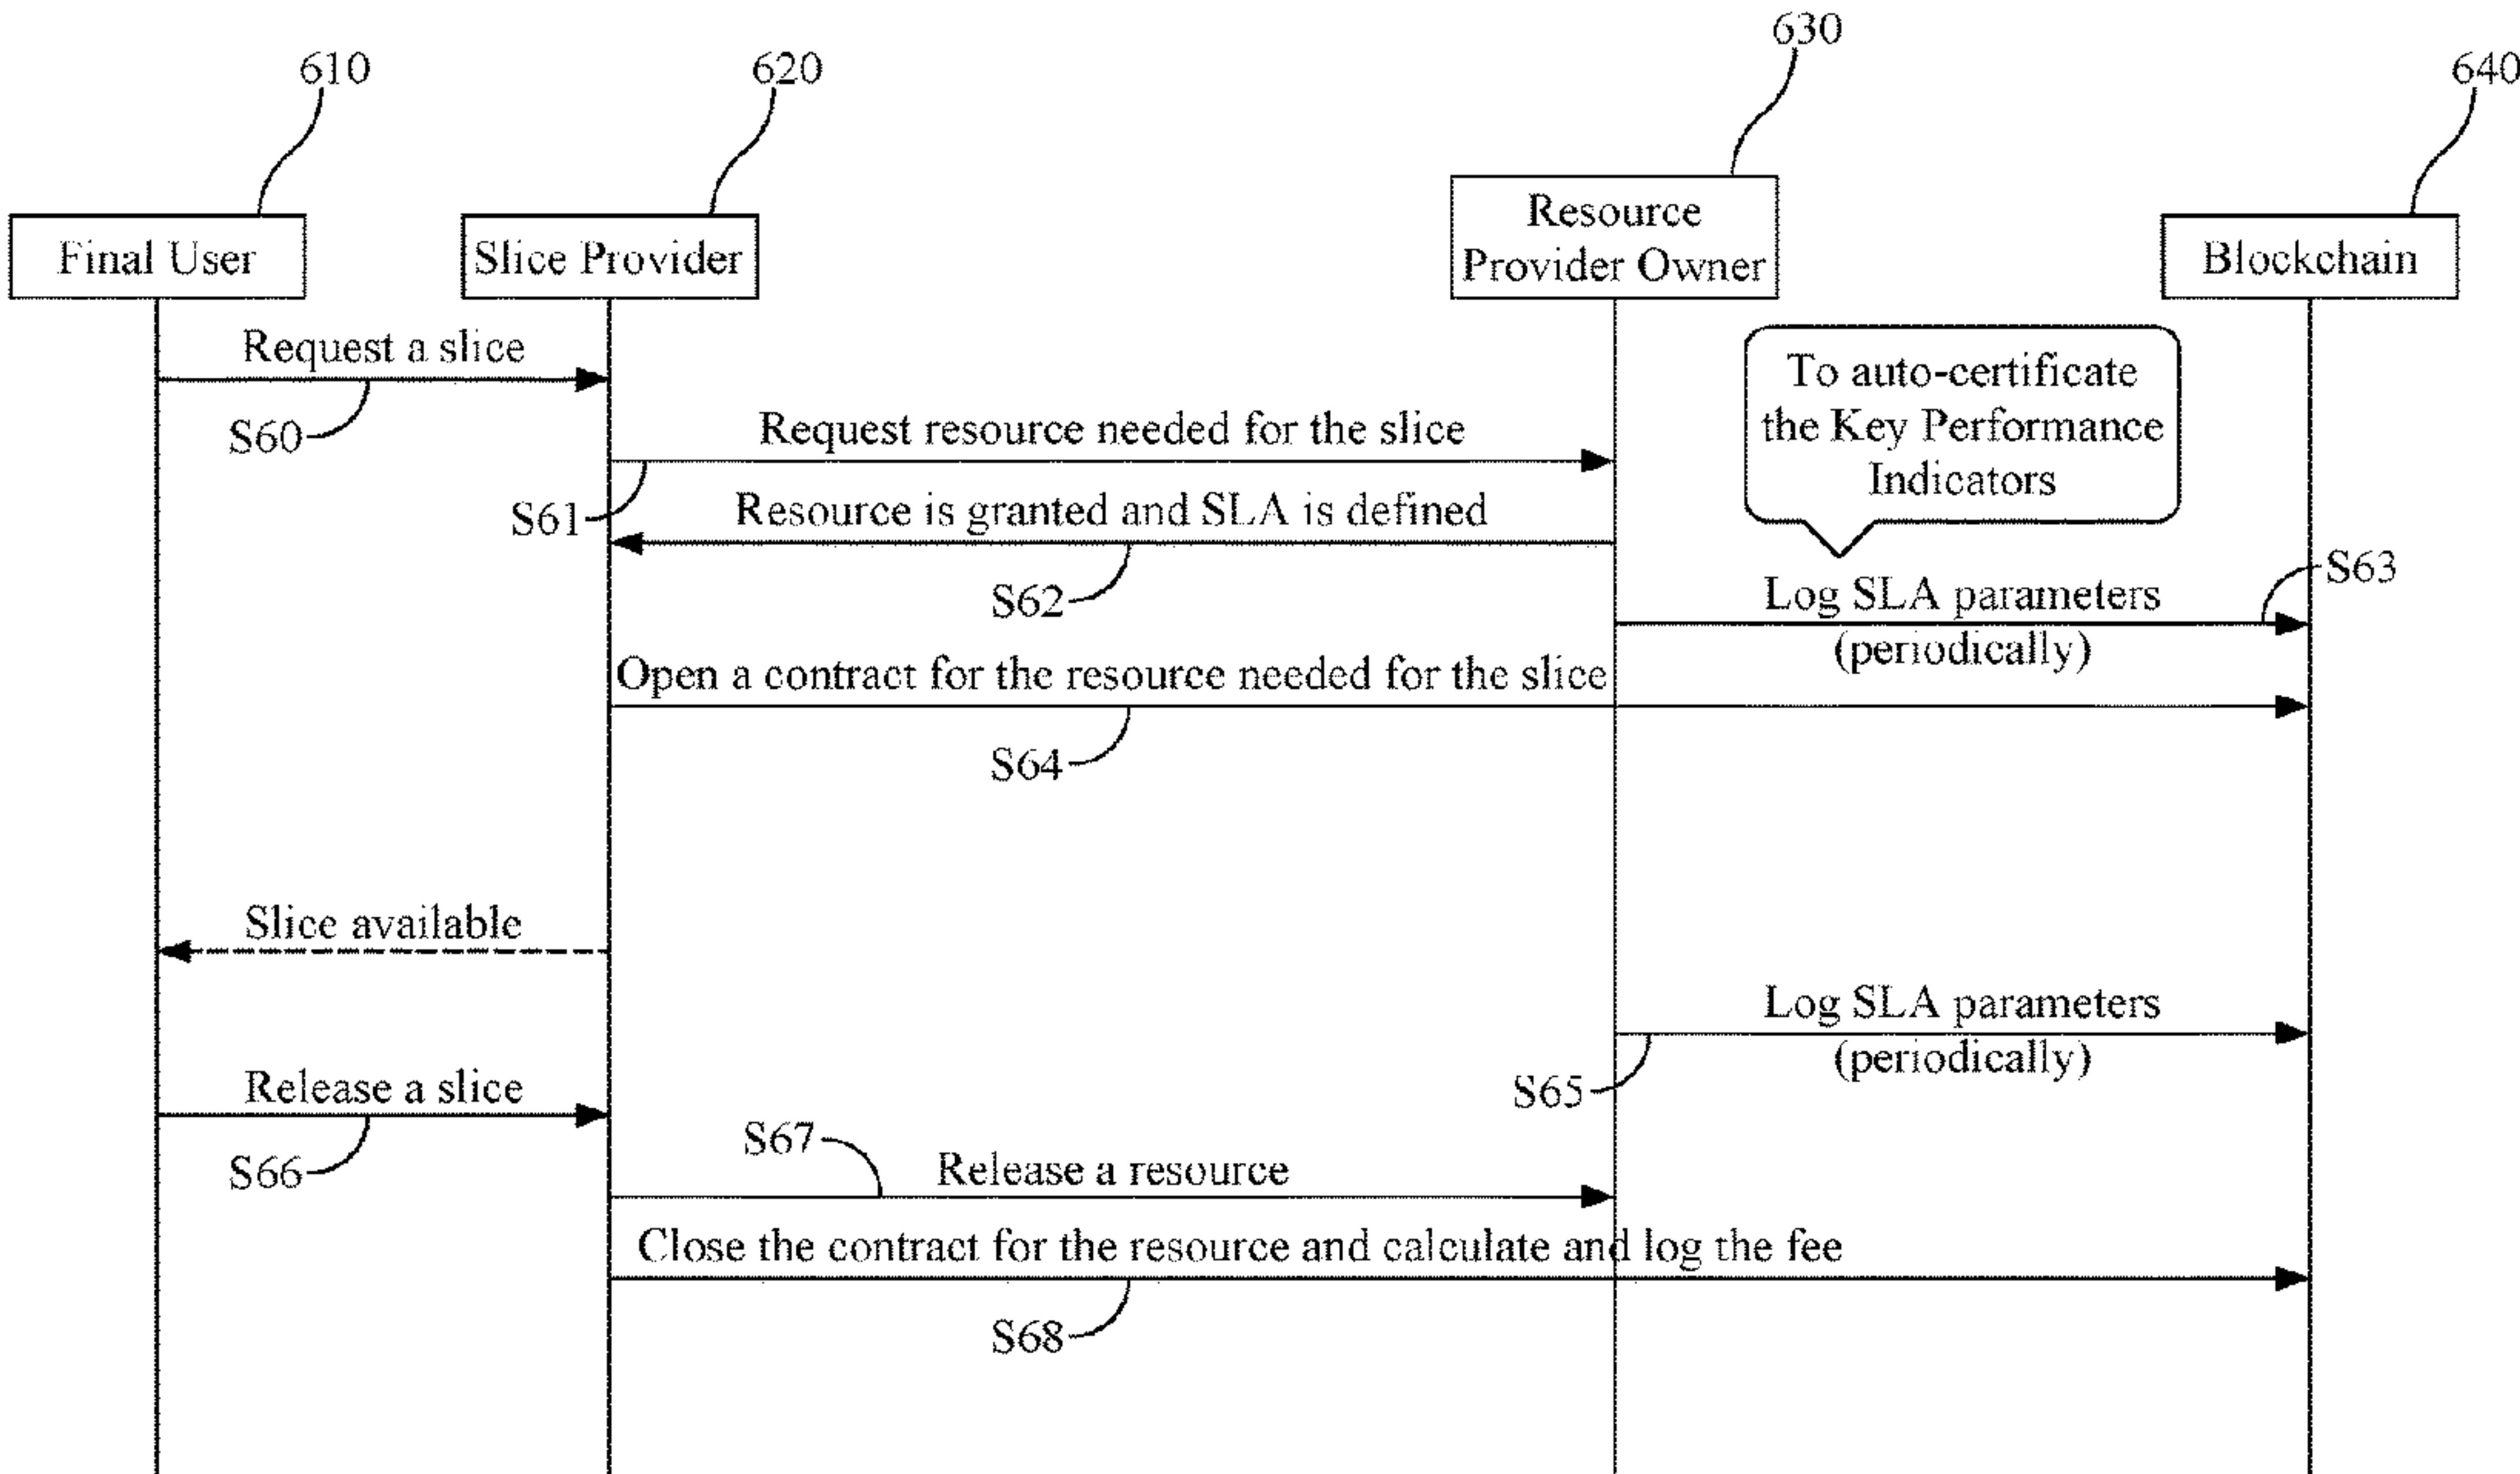 610
620
630
640
Final User
Slice Provider
Resource
Provider Owner
Blockchain
Request a slice
S60
To auto-certificate
the Key Performance
Indicators
Request resource needed for the slice
S61
Resource is granted and SLA is defined
S62
S63
Log SLA parameters
(periodically)
Open a contract for the resource needed for the slice
S64
Slice available
Log SLA parameters
(periodically)
S65
Release a slice
S66
S67
Release a resource
Close the contract for the resource and calculate and log the fee
S68